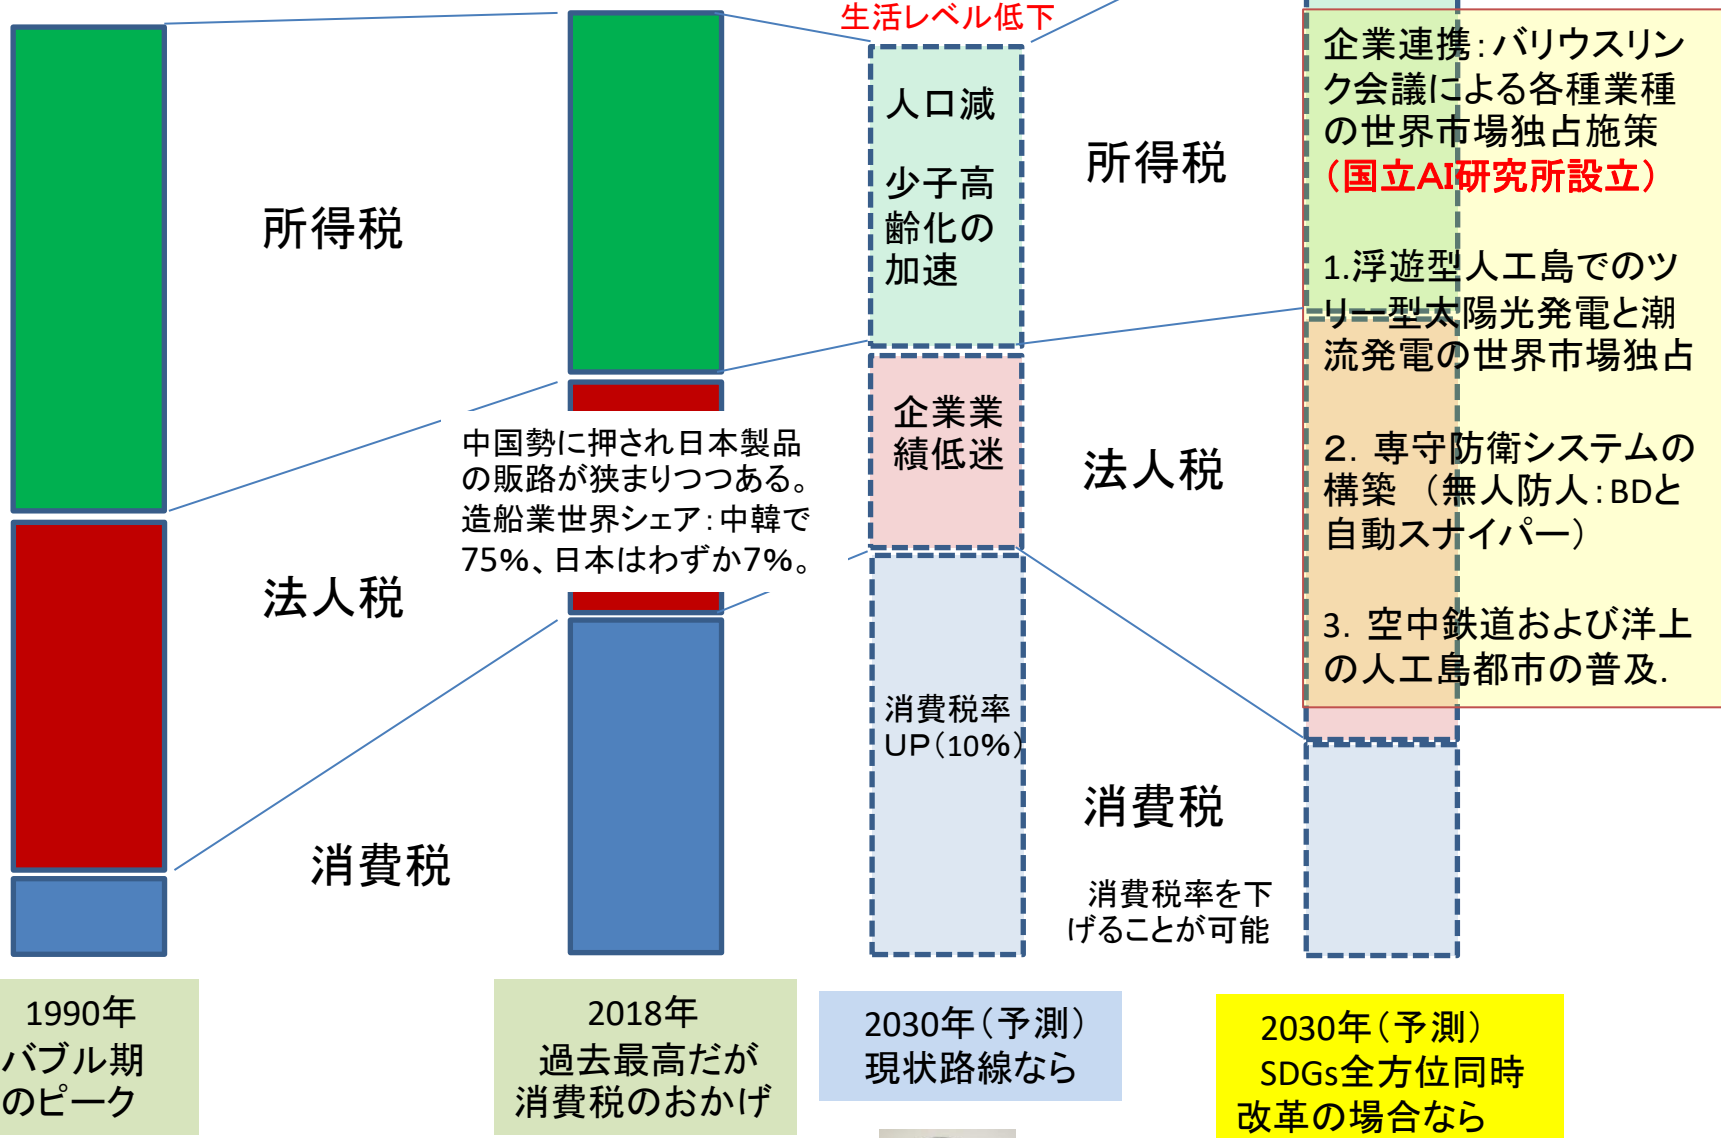 生活レベル低下
所得税
法人税
消費税
中国勢に押され日本製品
の販路が狭まりつつある。
造船業世界シェア：中韓で
75%、日本はわずか7%。
人口減
少子高
齢化の
加速
企業業
績低迷
消費税率
UP（10%）
所得税
法人税
消費税
消費税率を下
げることが可能
企業連携：バリウスリン
ク会議による各種業種
の世界市場独占施策
（国立AI研究所設立）
1.浮遊型人工島でのツ
リー型太陽光発電と潮
流発電の世界市場独占
２．専守防衛システムの
構築　（無人防人：BDと
自動スナイパー）
3. 空中鉄道および洋上
の人工島都市の普及.
1990年
バブル期
のピーク
2018年
過去最高だが
消費税のおかげ
2030年（予測）
現状路線なら
2030年（予測）
SDGs全方位同時
改革の場合なら